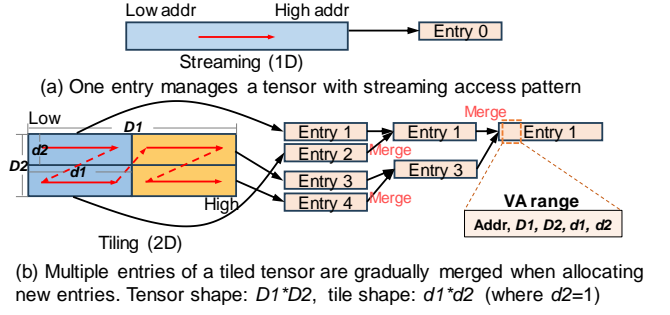 Low addr High addr
Entry 0
Streaming (1D)
(a) One entry manages a tensor with streaming access pattern
Low
D1
Merge
d2
D2
d1
High
Entry 1 Entry 1 Entry 1
Entry 2 Merge
Entry 3 Entry 3
Entry 4 Merge
Tiling (2D)
VA range
Addr, D1, D2, d1, d2
(b) Multiple entries of a tiled tensor are gradually merged when allocating
new entries. Tensor shape: D1*D2, tile shape: d1*d2 (where d2=1)